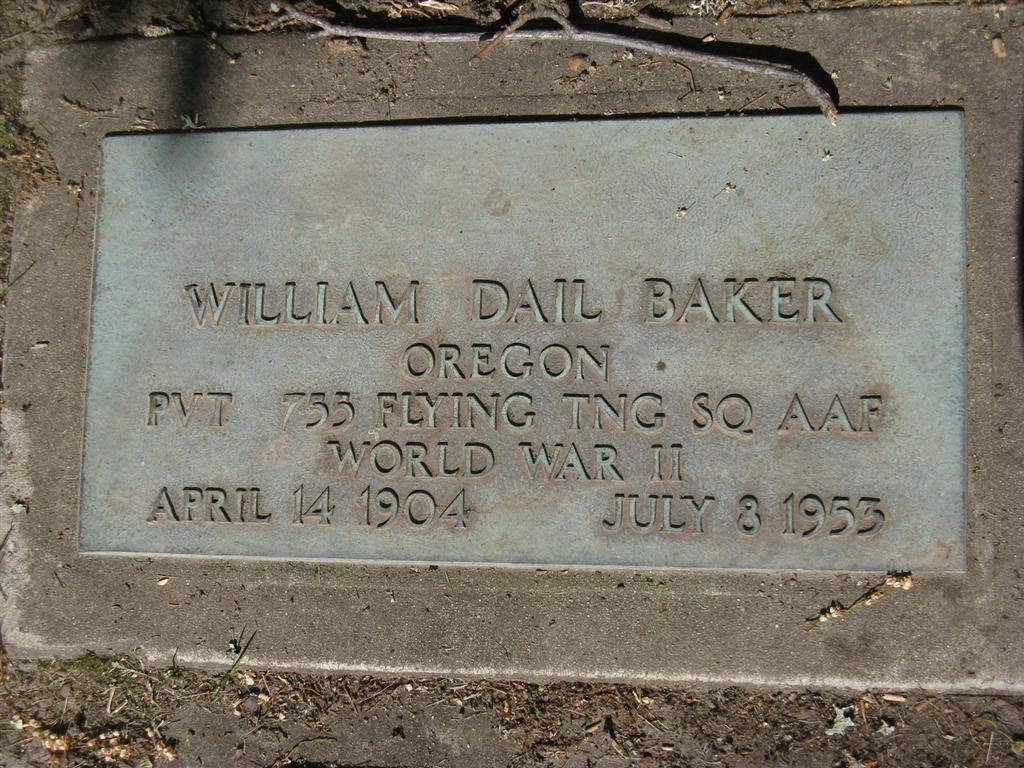 WILLIAM DAIL BAKER
OREGON
PVT 755 FLYING TNG SQ AAF
WORLD WAR II
APRIL 14 1904 JULY 8 1953